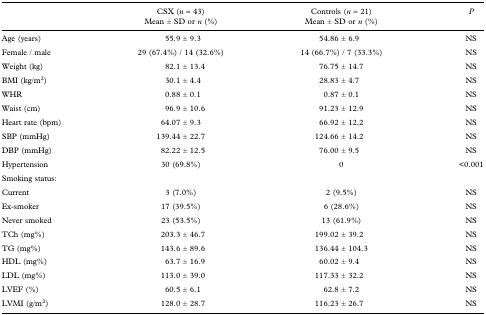 CSX (n = 43) Controls (n = 21) P
Mean ± SD or n (%) Mean ± SD or n (%)
Age (years) 55.9 ± 9.3 54.86 ± 6.9 NS
Female / male 29 (67.4%) / 14 (32.6%) 14 (66.7%) / 7 (33.3%) NS
Weight (kg) 82.1 ± 13.4 76.75 ± 14.7 NS
BMI (kg/m²) 30.1 ± 4.4 28.83 ± 4.7 NS
WHR 0.88 ± 0.1 0.87 ± 0.1 NS
Waist (cm) 96.9 ± 10.6 91.23 ± 12.9 NS
Heart rate (bpm) 64.07 ± 9.3 66.92 ± 12.2 NS
SBP (mmHg) 139.44 ± 22.7 124.66 ± 14.2 NS
DBP (mmHg) 82.22 ± 12.5 76.00 ± 9.5 NS
Hypertension 30 (69.8%) 0 <0.001
Smoking status:
Current 3 (7.0%) 2 (9.5%) NS
Ex-smoker 17 (39.5%) 6 (28.6%) NS
Never smoked 23 (53.5%) 13 (61.9%) NS
TCh (mg%) 203.3 ± 46.7 199.02 ± 39.2 NS
TG (mg%) 143.6 ± 89.6 136.44 ± 104.3 NS
HDL (mg%) 63.7 ± 16.9 60.02 ± 9.4 NS
LDL (mg%) 113.0 ± 39.0 117.33 ± 32.2 NS
LVEF (%) 60.5 ± 6.1 62.8 ± 7.2 NS
LVMI (g/m²) 128.0 ± 28.7 116.23 ± 26.7 NS